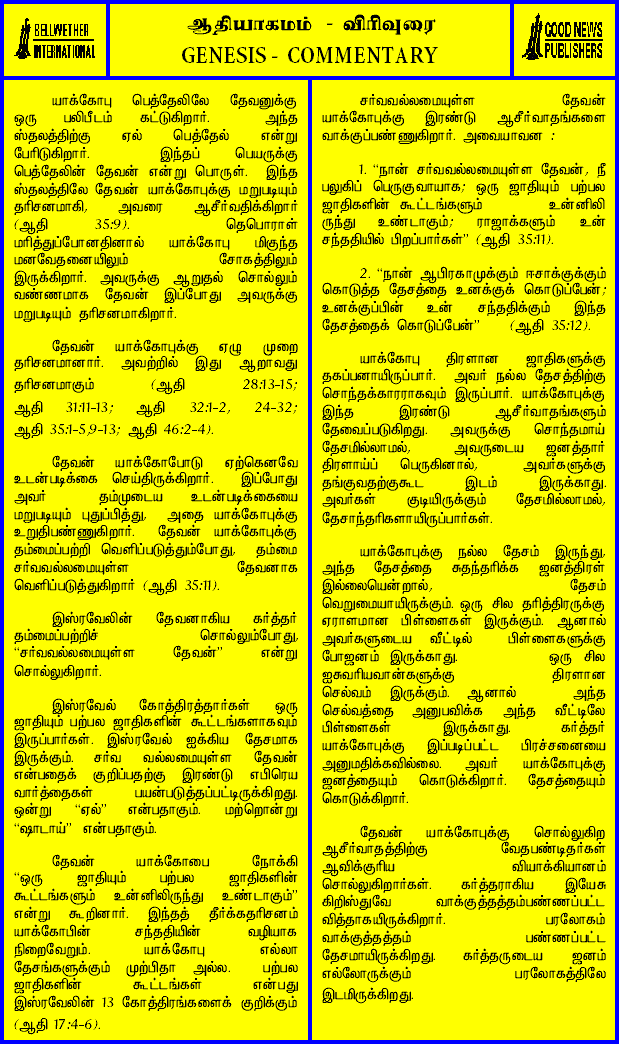 BELLWETHER
INTERNATIONAL
ஆதியாகமம் - விரிவுரை
GENESIS - COMMENTARY
GOOD NEWS
PUBLISHERS
யாக்கோபு பெத்தேலிலே தேவனுக்கு
ஒரு பலிபீடம் கட்டுகிறார். அந்த
ஸ்தலத்திற்கு ஏல் பெத்தேல் என்று
பேரிடுகிறார். இந்தப் பெயருக்கு
பெத்தேலின் தேவன் என்று பொருள். இந்த
ஸ்தலத்திலே தேவன் யாக்கோபுக்கு மறுபடியும்
தரிசனமாகி, அவரை ஆசீர்வதிக்கிறார்
(ஆதி 35:9). தெபொராள்
மரித்துப்போனதினால் யாக்கோபு மிகுந்த
மனவேதனையிலும் சோகத்திலும்
இருக்கிறார். அவருக்கு ஆறுதல் சொல்லும்
வண்ணமாக தேவன் இப்போது அவருக்கு
மறுபடியும் தரிசனமாகிறார்.
தேவன் யாக்கோபுக்கு ஏழு முறை
தரிசனமானார். அவற்றில் இது ஆறாவது
தரிசனமாகும் (ஆதி 28:13-15;
ஆதி 31:11-13; ஆதி 32:1-2, 24-32;
ஆதி 35:1-5,9-13; ஆதி 46:2-4).
தேவன் யாக்கோபோடு ஏற்கெனவே
உடன்படிக்கை செய்திருக்கிறார். இப்போது
அவர் தம்முடைய உடன்படிக்கையை
மறுபடியும் புதுப்பித்து, அதை யாக்கோபுக்கு
உறுதிபண்ணுகிறார். தேவன் யாக்கோபுக்கு
தம்மைப்பற்றி வெளிப்படுத்தும்போது, தம்மை
சர்வவல்லமையுள்ள தேவனாக
வெளிப்படுத்துகிறார் (ஆதி 35:11).
இஸ்ரவேலின் தேவனாகிய கர்த்தர்
தம்மைப்பற்றிச் சொல்லும்போது,
“சர்வவல்லமையுள்ள தேவன்” என்று
சொல்லுகிறார்.
இஸ்ரவேல் கோத்திரத்தார்கள் ஒரு
ஜாதியும் பற்பல ஜாதிகளின் கூட்டங்களாகவும்
இருப்பார்கள். இஸ்ரவேல் ஐக்கிய தேசமாக
இருக்கும். சர்வ வல்லமையுள்ள தேவன்
என்பதைக் குறிப்பதற்கு இரண்டு எபிரெய
வார்த்தைகள் பயன்படுத்தப்பட்டிருக்கிறது.
ஒன்று “ஏல்” என்பதாகும். மற்றொன்று
“ஷாடாய்” என்பதாகும்.
தேவன் யாக்கோபை நோக்கி
“ஒரு ஜாதியும் பற்பல ஜாதிகளின்
கூட்டங்களும் உன்னிலிருந்து உண்டாகும்”
என்று கூறினார். இந்தத் தீர்க்கதரிசனம்
யாக்கோபின் சந்ததியின் வழியாக
நிறைவேறும். யாக்கோபு எல்லா
தேசங்களுக்கும் முற்பிதா அல்ல. பற்பல
ஜாதிகளின் கூட்டங்கள் என்பது
இஸ்ரவேலின் 13 கோத்திரங்களைக் குறிக்கும்
(ஆதி 17:4-6).
சர்வவல்லமையுள்ள தேவன்
யாக்கோபுக்கு இரண்டு ஆசீர்வாதங்களை
வாக்குப்பண்ணுகிறார். அவையாவன :
1. “நான் சர்வவல்லமையுள்ள தேவன், நீ
பலுகிப் பெருகுவாயாக; ஒரு ஜாதியும் பற்பல
ஜாதிகளின் கூட்டங்களும் உன்னிலி
ருந்து உண்டாகும்; ராஜாக்களும் உன்
சந்ததியில் பிறப்பார்கள்” (ஆதி 35:11).
2. “நான் ஆபிரகாமுக்கும் ஈசாக்குக்கும்
கொடுத்த தேசத்தை உனக்குக் கொடுப்பேன்;
உனக்குப்பின் உன் சந்ததிக்கும் இந்த
தேசத்தைக் கொடுப்பேன்” (ஆதி 35:12).
யாக்கோபு திரளான ஜாதிகளுக்கு
தகப்பனாயிருப்பார். அவர் நல்ல தேசத்திற்கு
சொந்தக்காரராகவும் இருப்பார். யாக்கோபுக்கு
இந்த இரண்டு ஆசீர்வாதங்களும்
தேவைப்படுகிறது. அவருக்கு சொந்தமாய்
தேசமில்லாமல், அவருடைய ஜனத்தார்
திரளாய்ப் பெருகினால், அவர்களுக்கு
தங்குவதற்குகூட இடம் இருக்காது.
அவர்கள் குடியிருக்கும் தேசமில்லாமல்,
தேசாந்தரிகளாயிருப்பார்கள்.
யாக்கோபுக்கு நல்ல தேசம் இருந்து,
அந்த தேசத்தை சுதந்தரிக்க ஜனத்திரள்
இல்லையென்றால், தேசம்
வெறுமையாயிருக்கும். ஒரு சில தரித்திரருக்கு
ஏராளமான பிள்ளைகள் இருக்கும். ஆனால்
அவர்களுடைய வீட்டில் பிள்ளைகளுக்கு
போஜனம் இருக்காது. ஒரு சில
ஐசுவரியவான்களுக்கு திரளான
செல்வம் இருக்கும். ஆனால் அந்த
செல்வத்தை அனுபவிக்க அந்த வீட்டிலே
பிள்ளைகள் இருக்காது. கர்த்தர்
யாக்கோபுக்கு இப்படிப்பட்ட பிரச்சனையை
அனுமதிக்கவில்லை. அவர் யாக்கோபுக்கு
ஜனத்தையும் கொடுக்கிறார். தேசத்தையும்
கொடுக்கிறார்.
தேவன் யாக்கோபுக்கு சொல்லுகிற
ஆசீர்வாதத்திற்கு வேதபண்டிதர்கள்
ஆவிக்குரிய வியாக்கியானம்
சொல்லுகிறார்கள். கர்த்தராகிய இயேசு
கிறிஸ்துவே வாக்குத்தத்தம்பண்ணப்பட்ட
வித்தாகயிருக்கிறார். பரலோகம்
வாக்குத்தத்தம் பண்ணப்பட்ட
தேசமாயிருக்கிறது. கர்த்தருடைய ஜனம்
எல்லோருக்கும் பரலோகத்திலே
இடமிருக்கிறது.